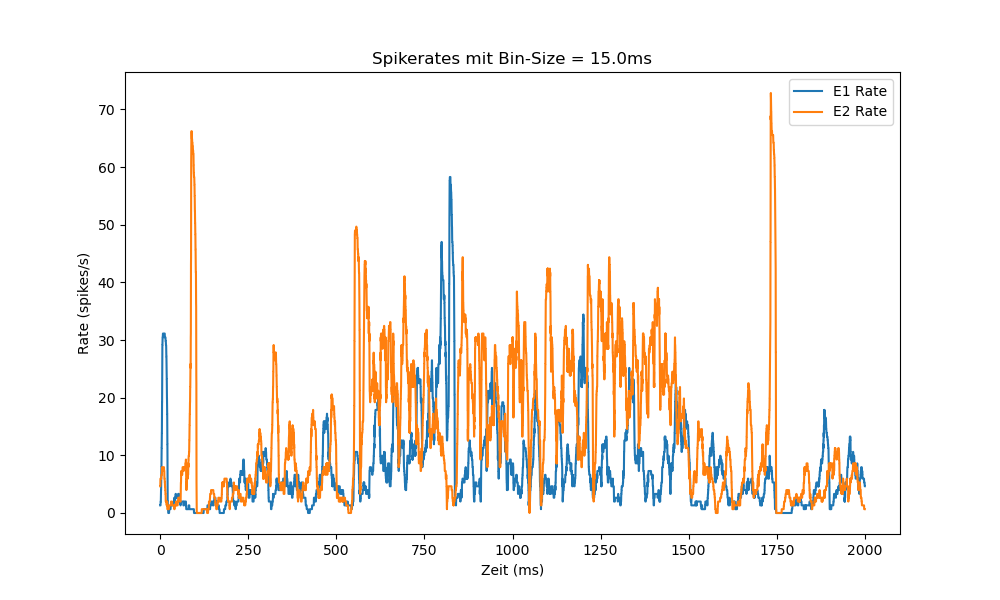 Spikerates mit Bin-Size = 15.0ms
E1 Rate
E2 Rate
Rate (spikes/s)
70
60
50
40
30
20
10
0
0 250 500 750 1000 1250 1500 1750 2000
Zeit (ms)